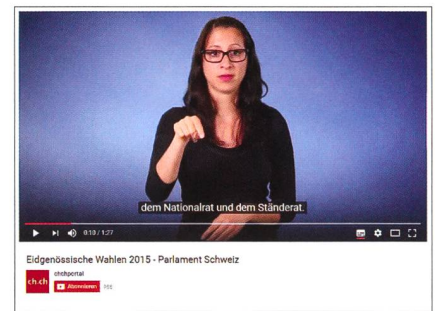 dem Nationalrat und dem Ständerat.
0:10 / 1:27
Eidgenössische Wahlen 2015 - Parlament Schweiz
ch.ch
chchportal
Abonnieren